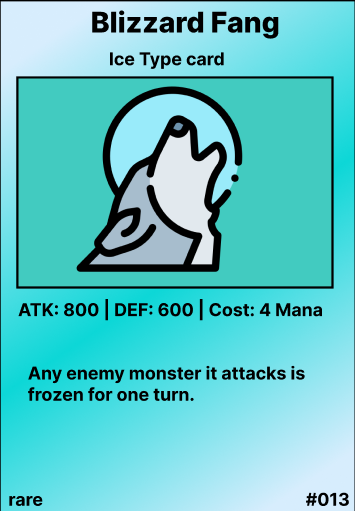 Blizzard Fang
Ice Type card
ATK: 800 | DEF: 600 | Cost: 4 Mana
Any enemy monster it attacks is
frozen for one turn.
rare
#013